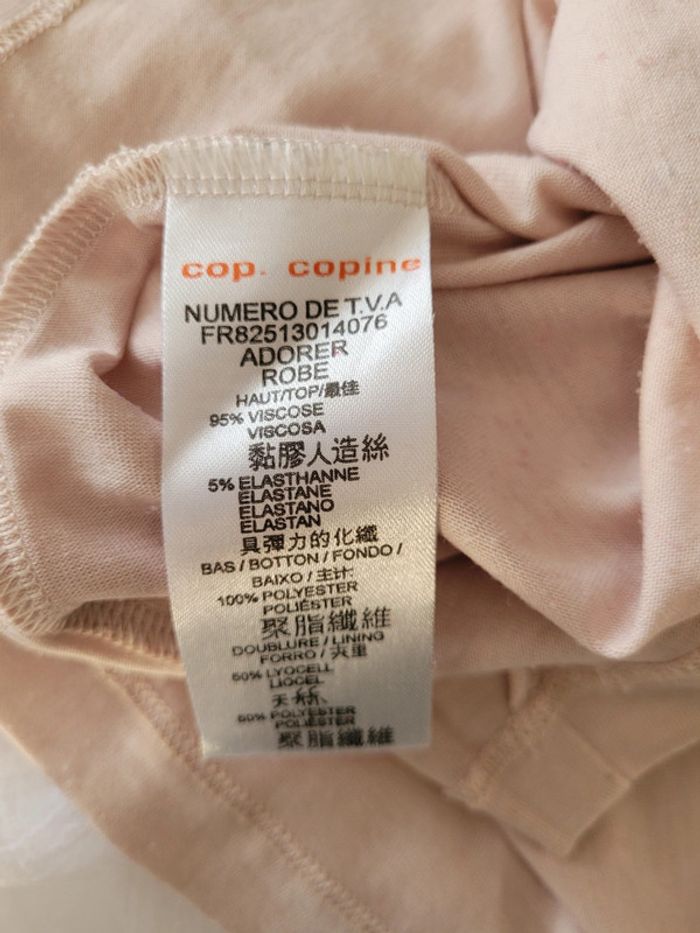 cop. copine
NUMERO DE T.V.A
FR82513014076
ADORER
ROBE
HAUT/TOP/最佳
95% VISCOSE
VISCOSA
黏膠人造絲
5% ELASTHANNE
ELASTANE
ELASTANO
ELASTAN
具彈力的化纖
BAS / BOTTON / FONDO /
BAIXO / 主计
100% POLYESTER
POLIÉSTER
聚脂纖維
DOUBLURE / LINING
FORRO / 夹里
50% LYOCELL
LIOCEL
天
50% POLYESTER
POLIÉSTER
聚脂纖維